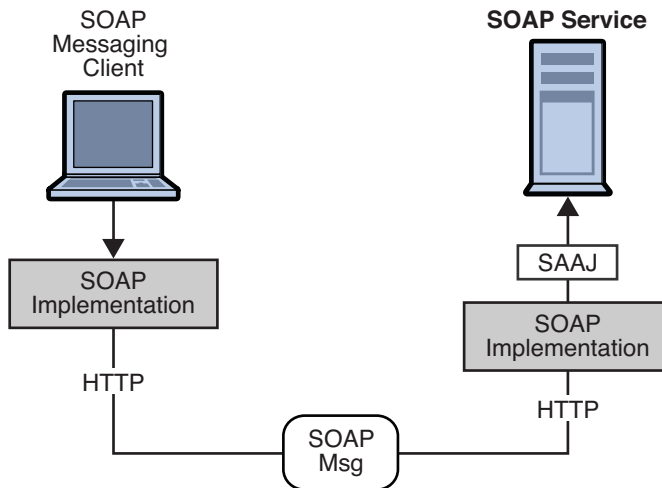 SOAP
Messaging
Client
SOAP Service
SOAP
Implementation
HTTP
SAAJ
SOAP
Implementation
HTTP
SOAP
Msg